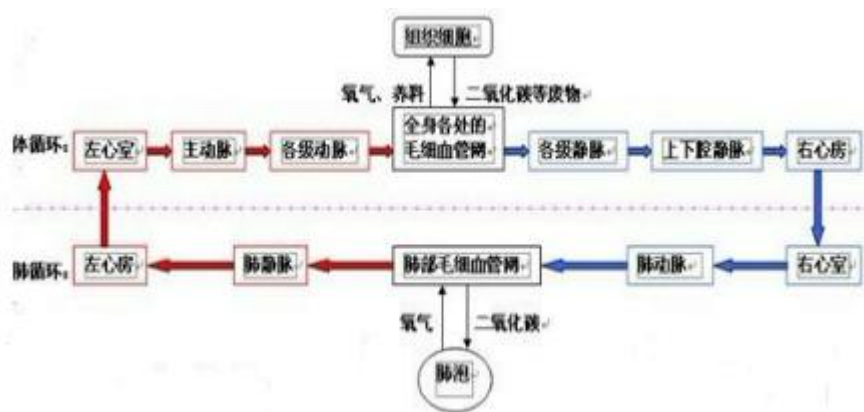 组织细胞
氧气、养料 二氧化碳等废物
体循环: 左心室 主动脉 各级动脉 全身各处的
毛细血管网 各级静脉 上下腔静脉 右心房
肺循环: 左心房 肺静脉 肺部毛细血管网 肺动脉 右心室
氧气 二氧化碳
肺泡